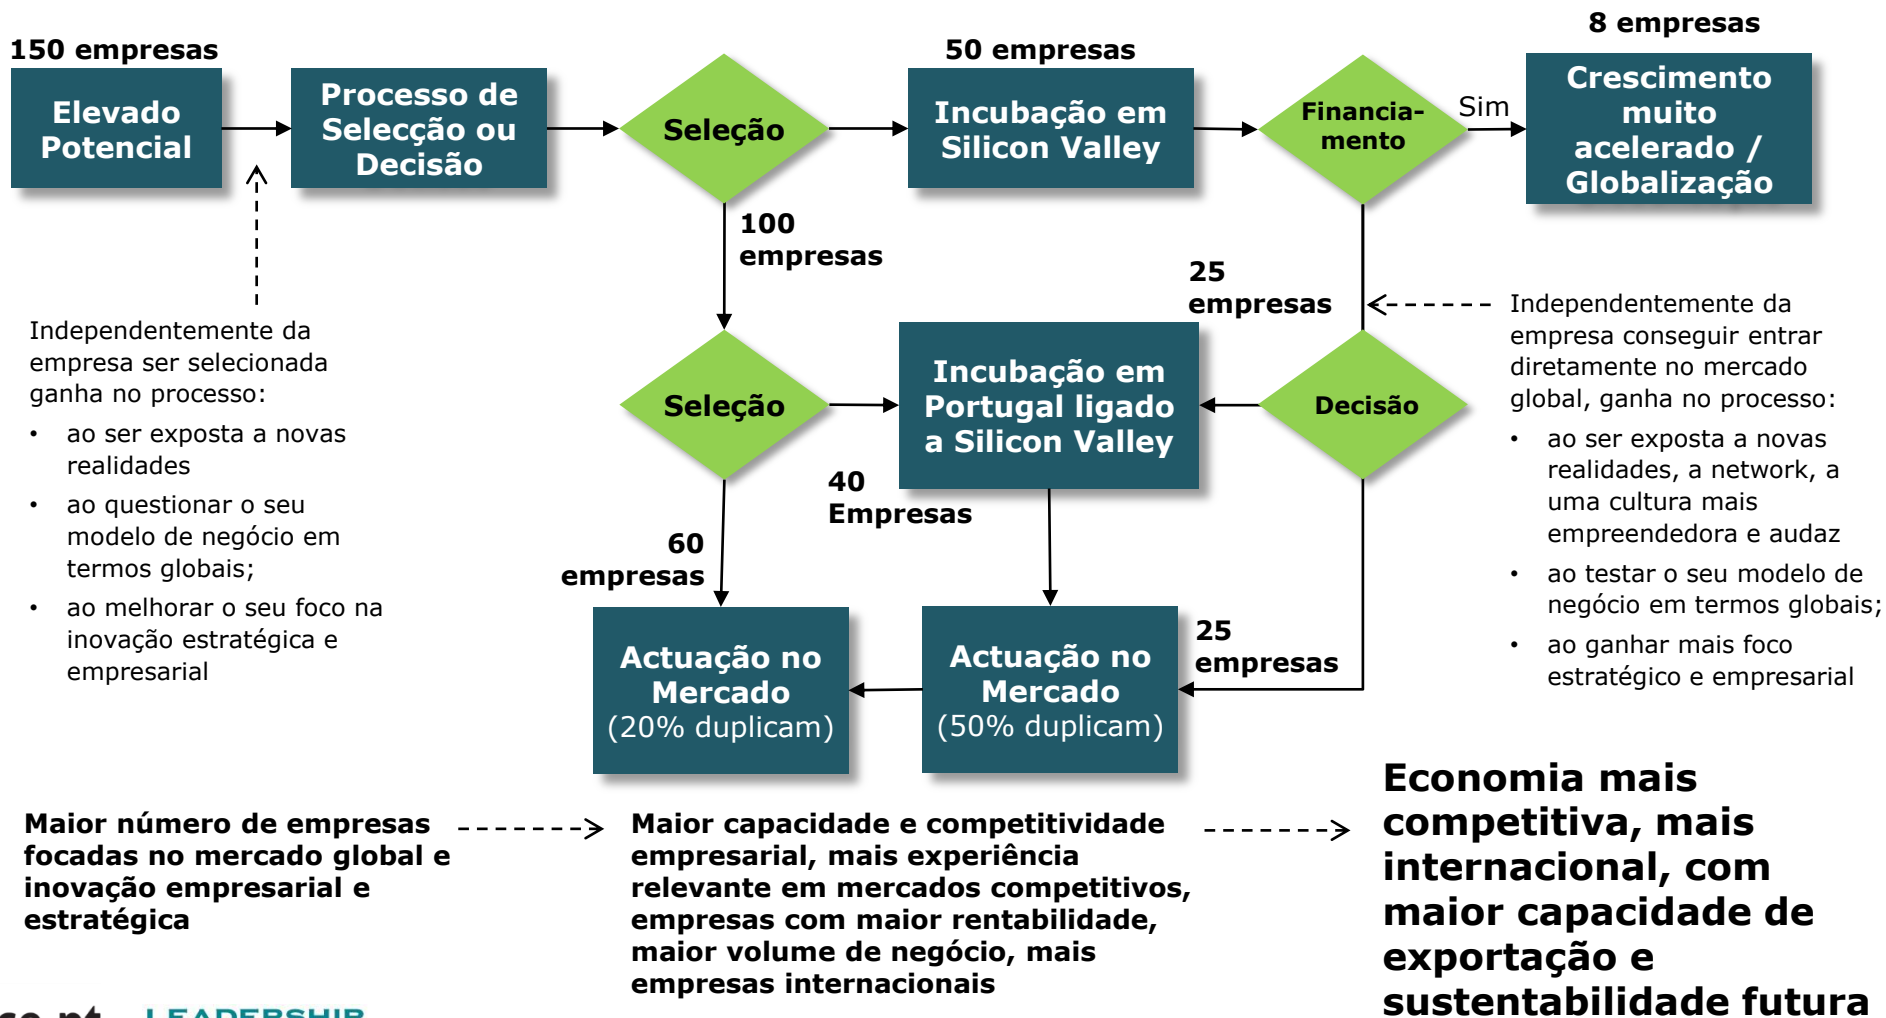 8 empresas
150 empresas
50 empresas
Elevado
Potencial
Processo de
Selecção ou
Decisão
Seleção
Incubação em
Silicon Valley
Financia-
mento
Sim
Crescimento
muito
acelerado /
Globalização
100
empresas
25
empresas
Independentemente da
empresa ser selecionada
ganha no processo:
• ao ser exposta a novas
realidades
• ao questionar o seu
modelo de negócio em
termos globais;
• ao melhorar o seu foco na
inovação estratégica e
empresarial
Seleção
Incubação em
Portugal ligado
a Silicon Valley
Decisão
Independentemente da
empresa conseguir entrar
diretamente no mercado
global, ganha no processo:
• ao ser exposta a novas
realidades, a network, a
uma cultura mais
empreendedora e audaz
• ao testar o seu modelo de
negócio em termos globais;
• ao ganhar mais foco
estratégico e empresarial
40
Empresas
60
empresas
Actuação no
Mercado
(20% duplicam)
Actuação no
Mercado
(50% duplicam)
25
empresas
Maior número de empresas
focadas no mercado global e
inovação empresarial e
estratégica
Maior capacidade e competitividade
empresarial, mais experiência
relevante em mercados competitivos,
empresas com maior rentabilidade,
maior volume de negócio, mais
empresas internacionais
Economia mais
competitiva, mais
internacional, com
maior capacidade de
exportação e
sustentabilidade futura
LEADERSHIP